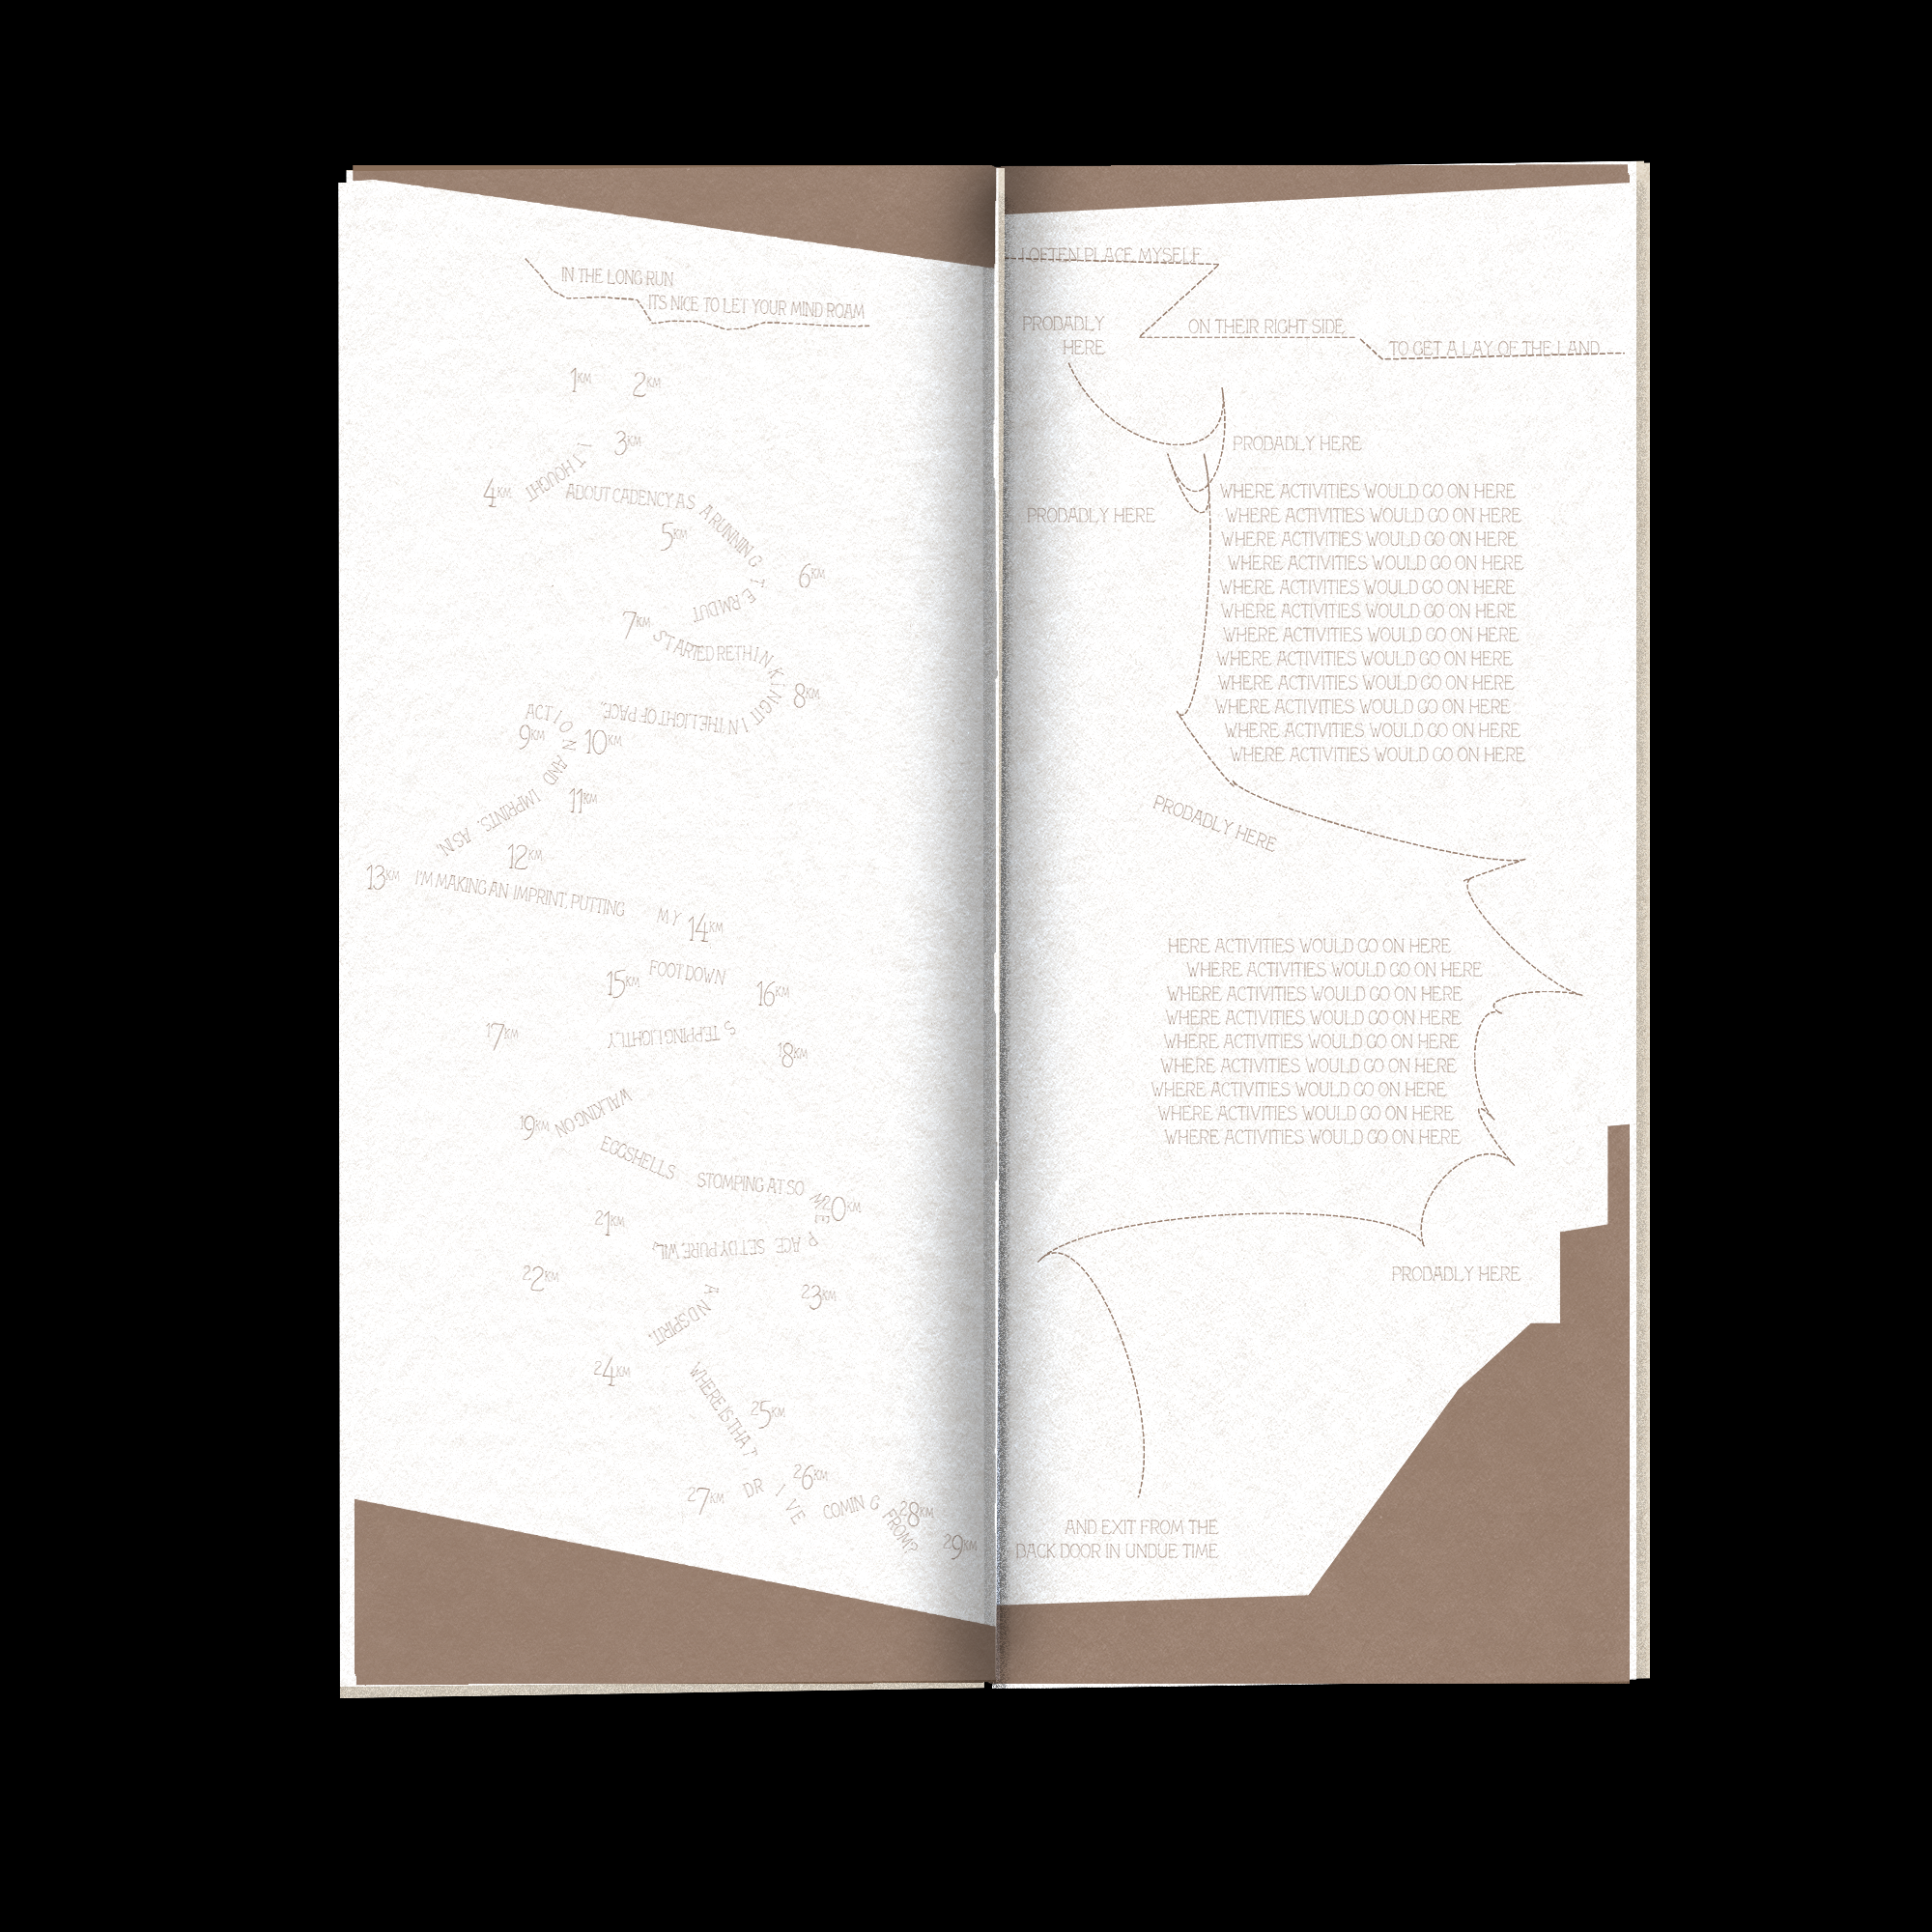 IN THE LONG RUN
ITS NICE TO LET YOUR MIND ROAM
1KM
2KM
3KM
I THOUGHT
4KM
ABOUT CADENCY AS A RUNNING
5KM
6KM
TERM BUT
7KM
STARTED RETHINKING IT IN THE LIGHT OF PACE,
8KM
ACTION, AND
9KM
10KM
IMPRINTS. AS IN,
11KM
12KM
13KM
I'M MAKING AN IMPRINT, PUTTING MY
14KM
FOOT DOWN
15KM
16KM
STEPPING LIGHTLY
17KM
18KM
WALKING ON
19KM
EGGSHELLS STOMPING AT SOME
20KM
PACE SET BY PURE WIL,
21KM
22KM
23KM
AND SPIRIT.
24KM
WHERE IS THAT
25KM
26KM
27KM
DRIVE COMING FROM?
28KM
29KM
I OFTEN PLACE MYSELF
PROBABLY
HERE
ON THEIR RIGHT SIDE
TO GET A LAY OF THE LAND
PROBABLY HERE
WHERE ACTIVITIES WOULD GO ON HERE
PROBABLY HERE
WHERE ACTIVITIES WOULD GO ON HERE
WHERE ACTIVITIES WOULD GO ON HERE
WHERE ACTIVITIES WOULD GO ON HERE
WHERE ACTIVITIES WOULD GO ON HERE
WHERE ACTIVITIES WOULD GO ON HERE
WHERE ACTIVITIES WOULD GO ON HERE
WHERE ACTIVITIES WOULD GO ON HERE
WHERE ACTIVITIES WOULD GO ON HERE
WHERE ACTIVITIES WOULD GO ON HERE
WHERE ACTIVITIES WOULD GO ON HERE
WHERE ACTIVITIES WOULD GO ON HERE
PROBABLY HERE
HERE ACTIVITIES WOULD GO ON HERE
WHERE ACTIVITIES WOULD GO ON HERE
WHERE ACTIVITIES WOULD GO ON HERE
WHERE ACTIVITIES WOULD GO ON HERE
WHERE ACTIVITIES WOULD GO ON HERE
WHERE ACTIVITIES WOULD GO ON HERE
WHERE ACTIVITIES WOULD GO ON HERE
WHERE ACTIVITIES WOULD GO ON HERE
WHERE ACTIVITIES WOULD GO ON HERE
PROBABLY HERE
AND EXIT FROM THE
BACK DOOR IN UNDUE TIME